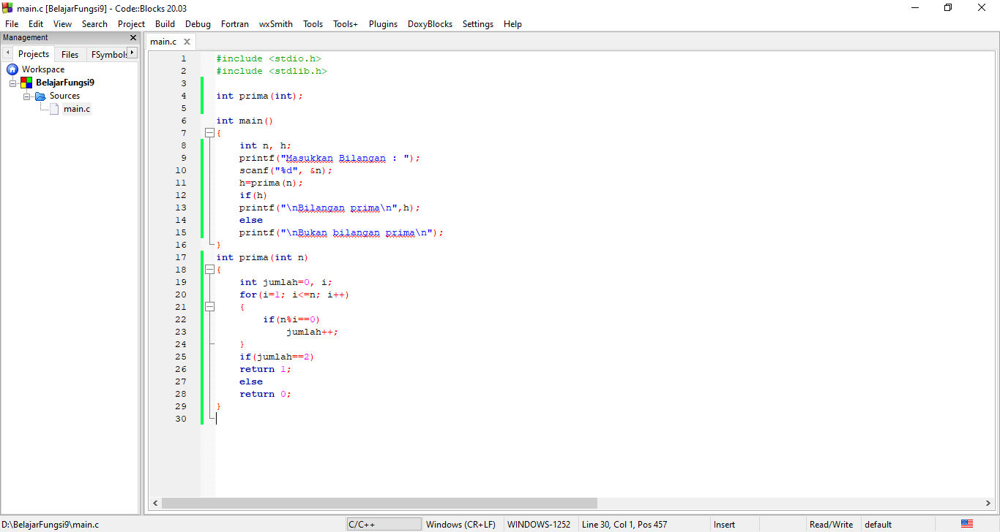 main.c [BelajarFungsi9] - Code::Blocks 20.03
File Edit View Search Project Build Debug Fortran wxSmith Tools Tools+ Plugins DoxyBlocks Settings Help
Management
Projects Files FSymbols
Workspace
BelajarFungsi9
Sources
main.c
main.c
1 #include <stdio.h>
2 #include <stdlib.h>
3
4 int prima(int);
5
6 int main()
7 {
8 int n, h;
9 printf("Masukkan Bilangan : ");
10 scanf("%d", &n);
11 h=prima(n);
12 if(h)
13 printf("\nBilangan prima\n",h);
14 else
15 printf("\nBukan bilangan prima\n");
16 }
17 int prima(int n)
18 {
19 int jumlah=0, i;
20 for(i=1; i<=n; i++)
21 {
22 if(n%i==0)
23 jumlah++;
24 }
25 if(jumlah==2)
26 return 1;
27 else
28 return 0;
29 }
30
D:\BelajarFungsi9\main.c C/C++ Windows (CR+LF) WINDOWS-1252 Line 30, Col 1, Pos 457 Insert Read/Write default